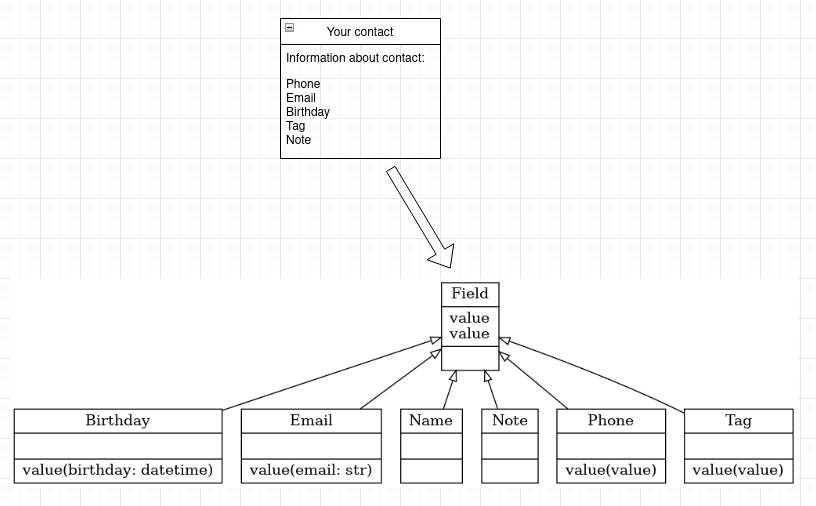 Your contact
Information about contact:
Phone
Email
Birthday
Tag
Note
Field
value
value
Birthday
value(birthday: datetime)
Email
value(email: str)
Name
Note
Phone
value(value)
Tag
value(value)